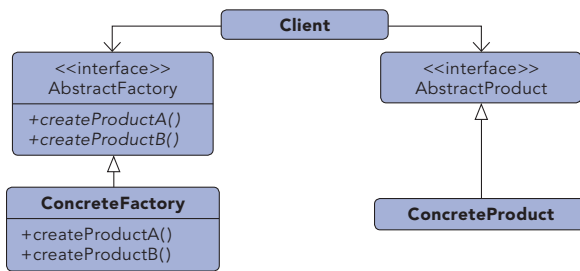 Client
<<interface>>
AbstractFactory
+createProductA()
+createProductB()
<<interface>>
AbstractProduct
ConcreteFactory
+createProductA()
+createProductB()
ConcreteProduct